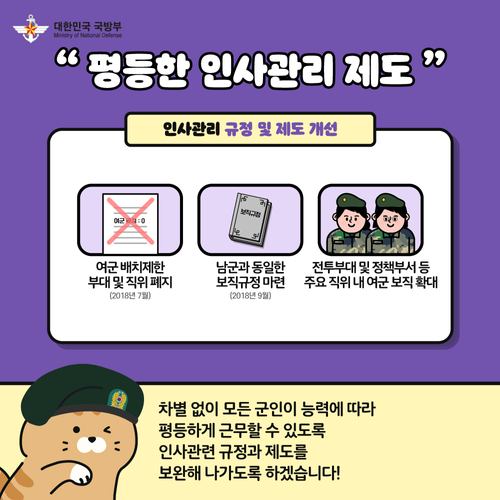 대한민국 국방부
Ministry of National Defense
“ 평등한 인사관리 제도 ”
인사관리 규정 및 제도 개선
보직규정
여군 배치제한
부대 및 직위 폐지
(2018년 7월)
남군과 동일한
보직규정 마련
(2018년 9월)
전투부대 및 정책부서 등
주요 직위 내 여군 보직 확대
차별 없이 모든 군인이 능력에 따라
평등하게 근무할 수 있도록
인사관련 규정과 제도를
보완해 나가도록 하겠습니다!